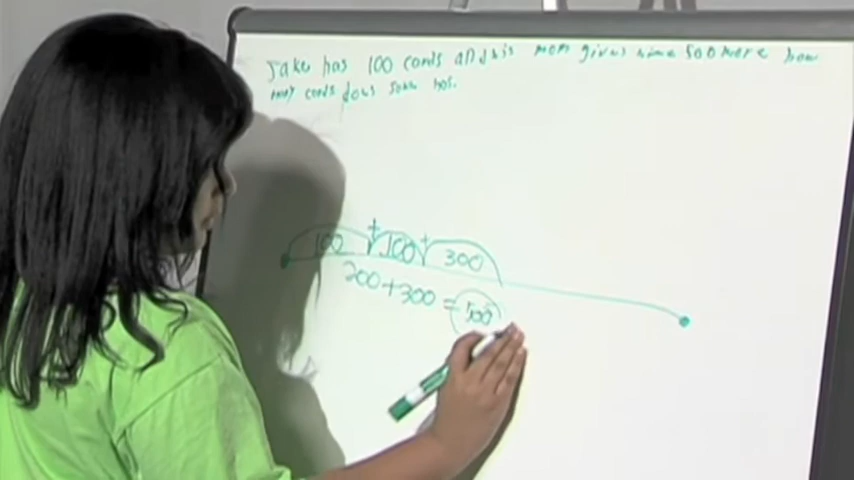 Jake has 100 cards and his mom gives him 500 more how
many cards does Jake has.
100 + 100 + 300
200+300 = 500